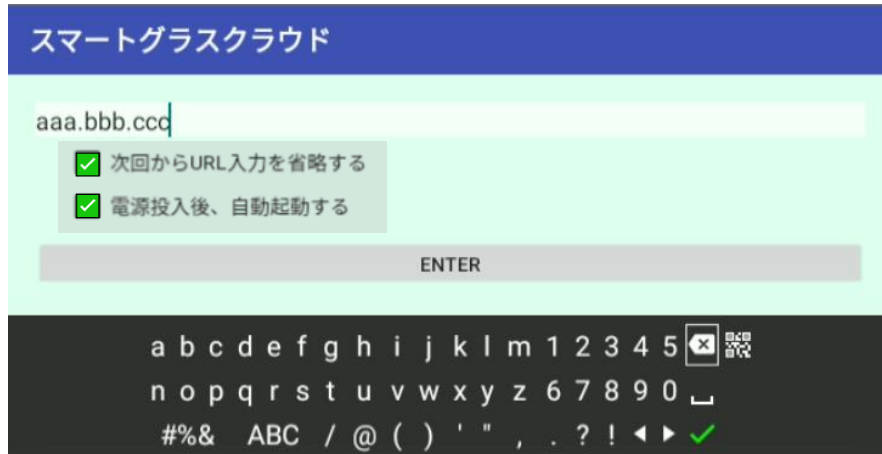 スマートグラスクラウド
aaa.bbb.ccc
次回からURL入力を省略する
電源投入後、自動起動する
ENTER
a b c d e f g h i j k l m 1 2 3 4 5
n o p q r s t u v w x y z 6 7 8 9 0
#%& ABC / @ ( ) ' " , . ? !